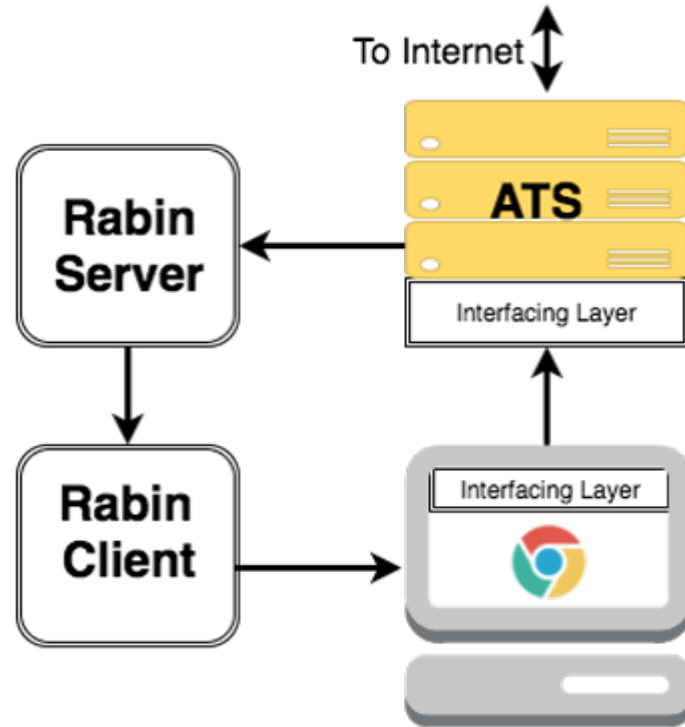 To Internet
ATS
Rabin
Server
Interfacing Layer
Rabin
Client
Interfacing Layer